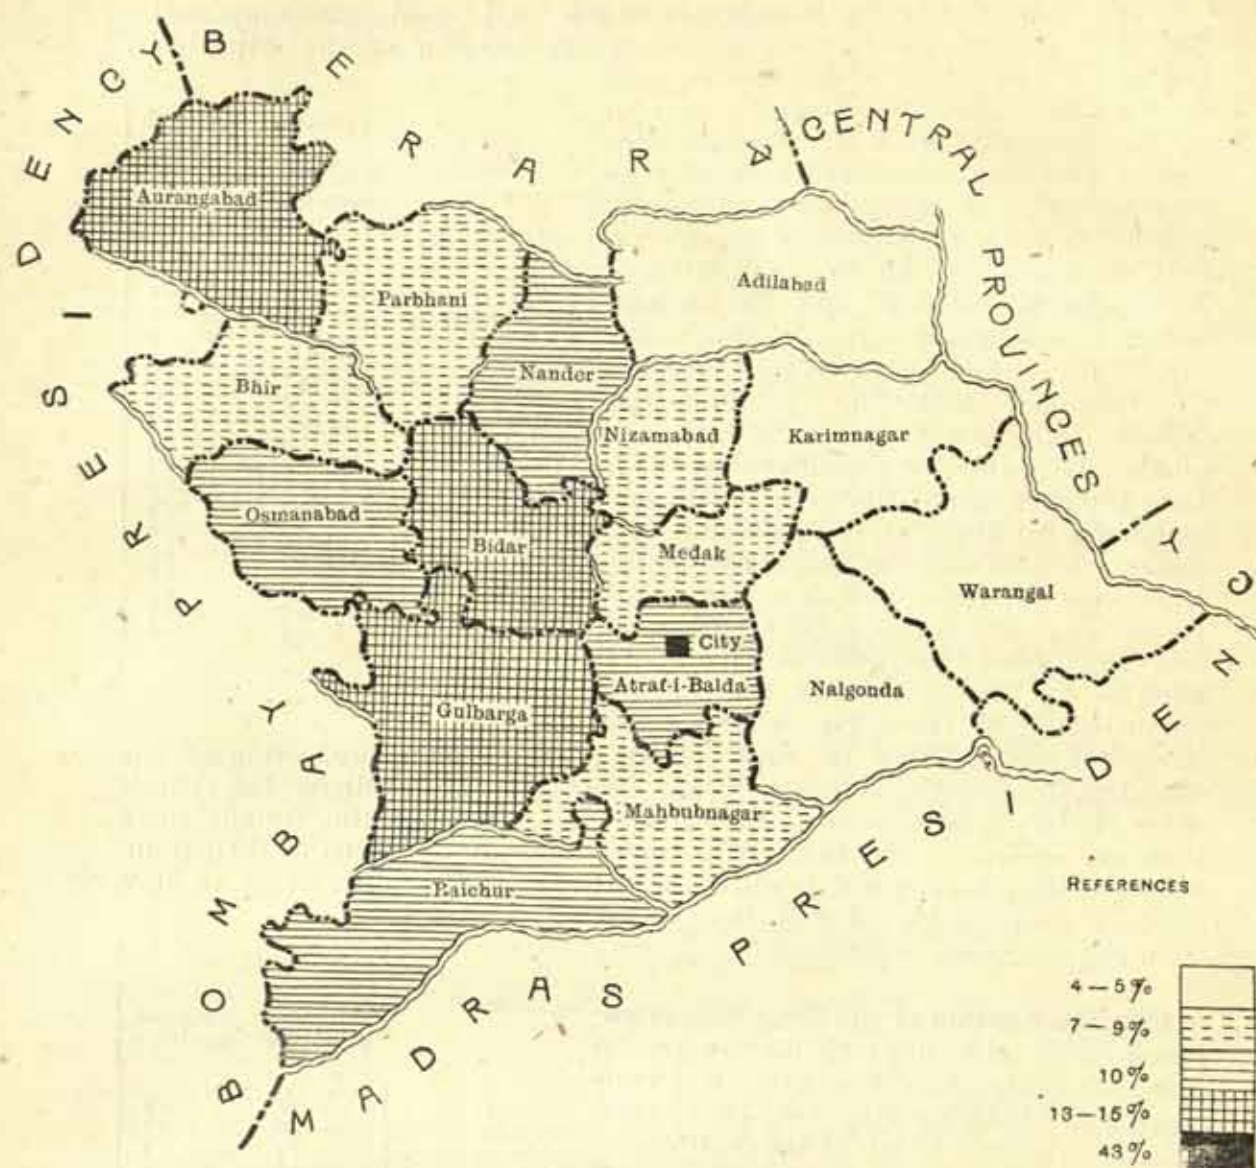 BOMBAY PRESIDENCY
BERAR &
CENTRAL PROVINCES
MADRAS PRESIDENCY
Aurangabad
Parbhani
Adilabad
Nander
Bhir
Nizamabad
Karimnagar
Osmanabad
Bidar
Medak
Warangal
City
Atraf-i-Balda
Nalgonda
Gulbarga
Mahbubnagar
Raichur
REFERENCES
4—5%
7—9%
10%
13—15%
43%